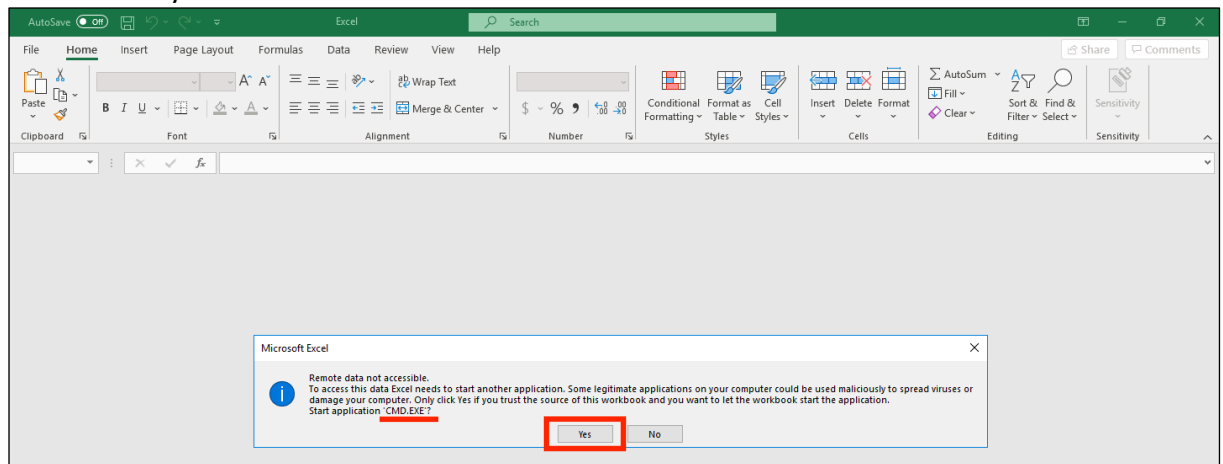 AutoSave Off Excel Search
File Home Insert Page Layout Formulas Data Review View Help Share Comments
Paste
B I U
A^ A˅
A
ab Wrap Text
Merge & Center
$ % 9 .00 .0
Conditional Formatting
Format as Table
Cell Styles
Insert Delete Format
AutoSum
Fill
Clear
Sort & Filter
Find & Select
Sensitivity
Clipboard Font Alignment Number Styles Cells Editing Sensitivity
fx
Microsoft Excel
Remote data not accessible.
To access this data Excel needs to start another application. Some legitimate applications on your computer could be used maliciously to spread viruses or
damage your computer. Only click Yes if you trust the source of this workbook and you want to let the workbook start the application.
Start application 'CMD.EXE'?
Yes No